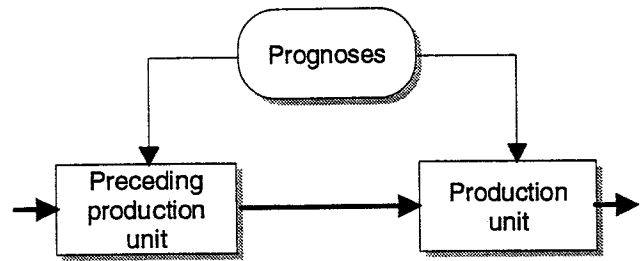 Prognoses
Preceding
production
unit
Production
unit